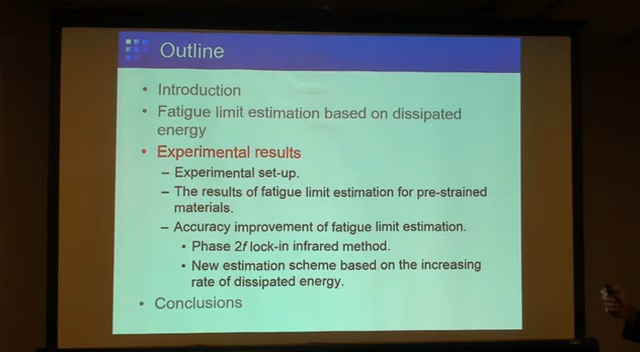 Outline
• Introduction
• Fatigue limit estimation based on dissipated
energy
• Experimental results
– Experimental set-up.
– The results of fatigue limit estimation for pre-strained
materials.
– Accuracy improvement of fatigue limit estimation.
• Phase 2f lock-in infrared method.
• New estimation scheme based on the increasing
rate of dissipated energy.
• Conclusions